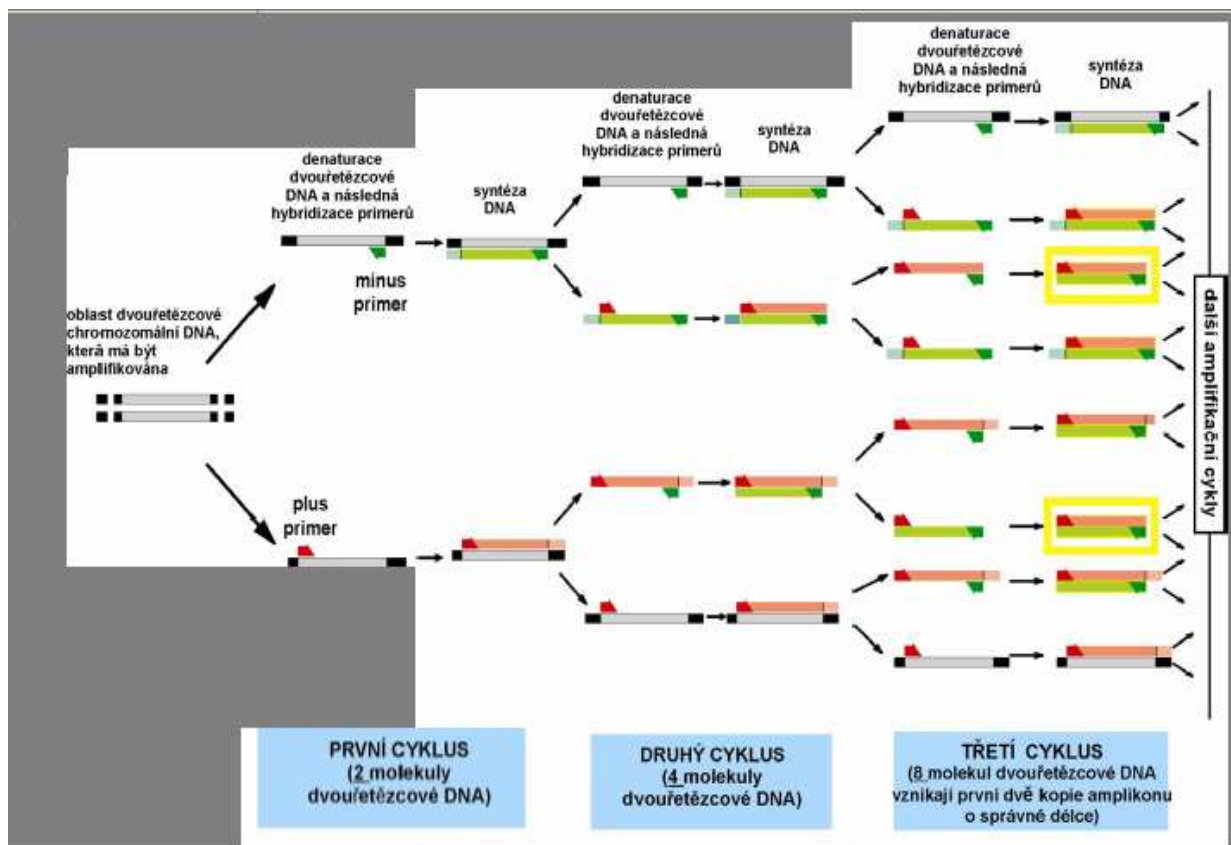 oblast dvouřetězcové
chromozomální DNA,
která má být
amplifikována
denaturace
dvouřetězcové
DNA a následná
hybridizace primerů
minus
primer
plus
primer
syntéza
DNA
denaturace
dvouřetězcové
DNA a následná
hybridizace primerů
syntéza
DNA
denaturace
dvouřetězcové
DNA a následná
hybridizace primerů
syntéza
DNA
další amplifikační cykly
PRVNÍ CYKLUS
(2 molekuly
dvouřetězcové DNA)
DRUHÝ CYKLUS
(4 molekuly
dvouřetězcové DNA)
TŘETÍ CYKLUS
(8 molekul dvouřetězcové DNA
vznikají první dvě kopie amplikonu
o správné délce)